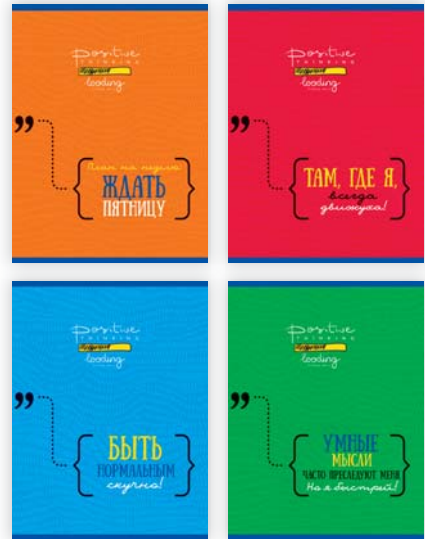 positive
THINKING
loading
План на неделю:
ЖДАТЬ
ПЯТНИЦУ
positive
THINKING
loading
ТАМ, ГДЕ Я,
всегда
движуха!
positive
THINKING
loading
БЫТЬ
НОРМАЛЬНЫМ
скучно!
positive
THINKING
loading
УМНЫЕ
МЫСЛИ
ЧАСТО ПРЕСЛЕДУЮТ МЕНЯ
Но я быстрей!